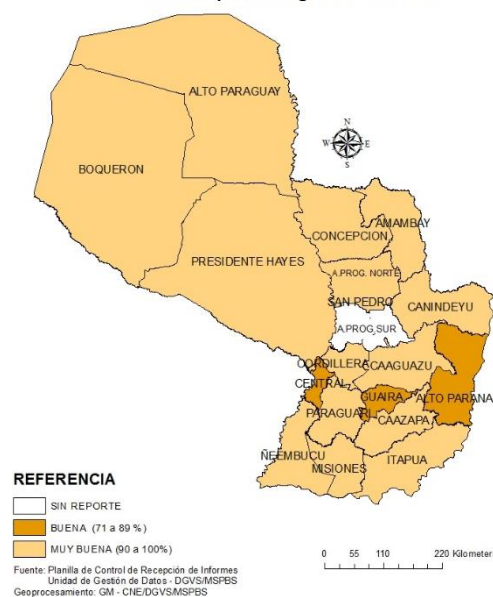 ALTO PARAGUAY
N
W E
S
BOQUERON
AMAMBAY
CONCEPCION
PRESIDENTE HAYES
A.PROG. NORTE
SAN PEDRO
CANINDEYU
A.PROG.SUR
CORDILLERA
CAAGUAZU
CENTRAL
GUAIRA
ALTO PARANA
PARAGUARI
CAAZAPA
ÑEEMBUCU
ITAPUA
MISIONES
REFERENCIA
SIN REPORTE
BUENA (71 a 89 %)
MUY BUENA (90 a 100%)
0 55 110 220 Kilometer
Fuente: Planilla de Control de Recepción de Informes
Unidad de Gestión de Datos - DGVS/MSPBS
Geoprocesamiento: GM - CNE/DGVS/MSPBS